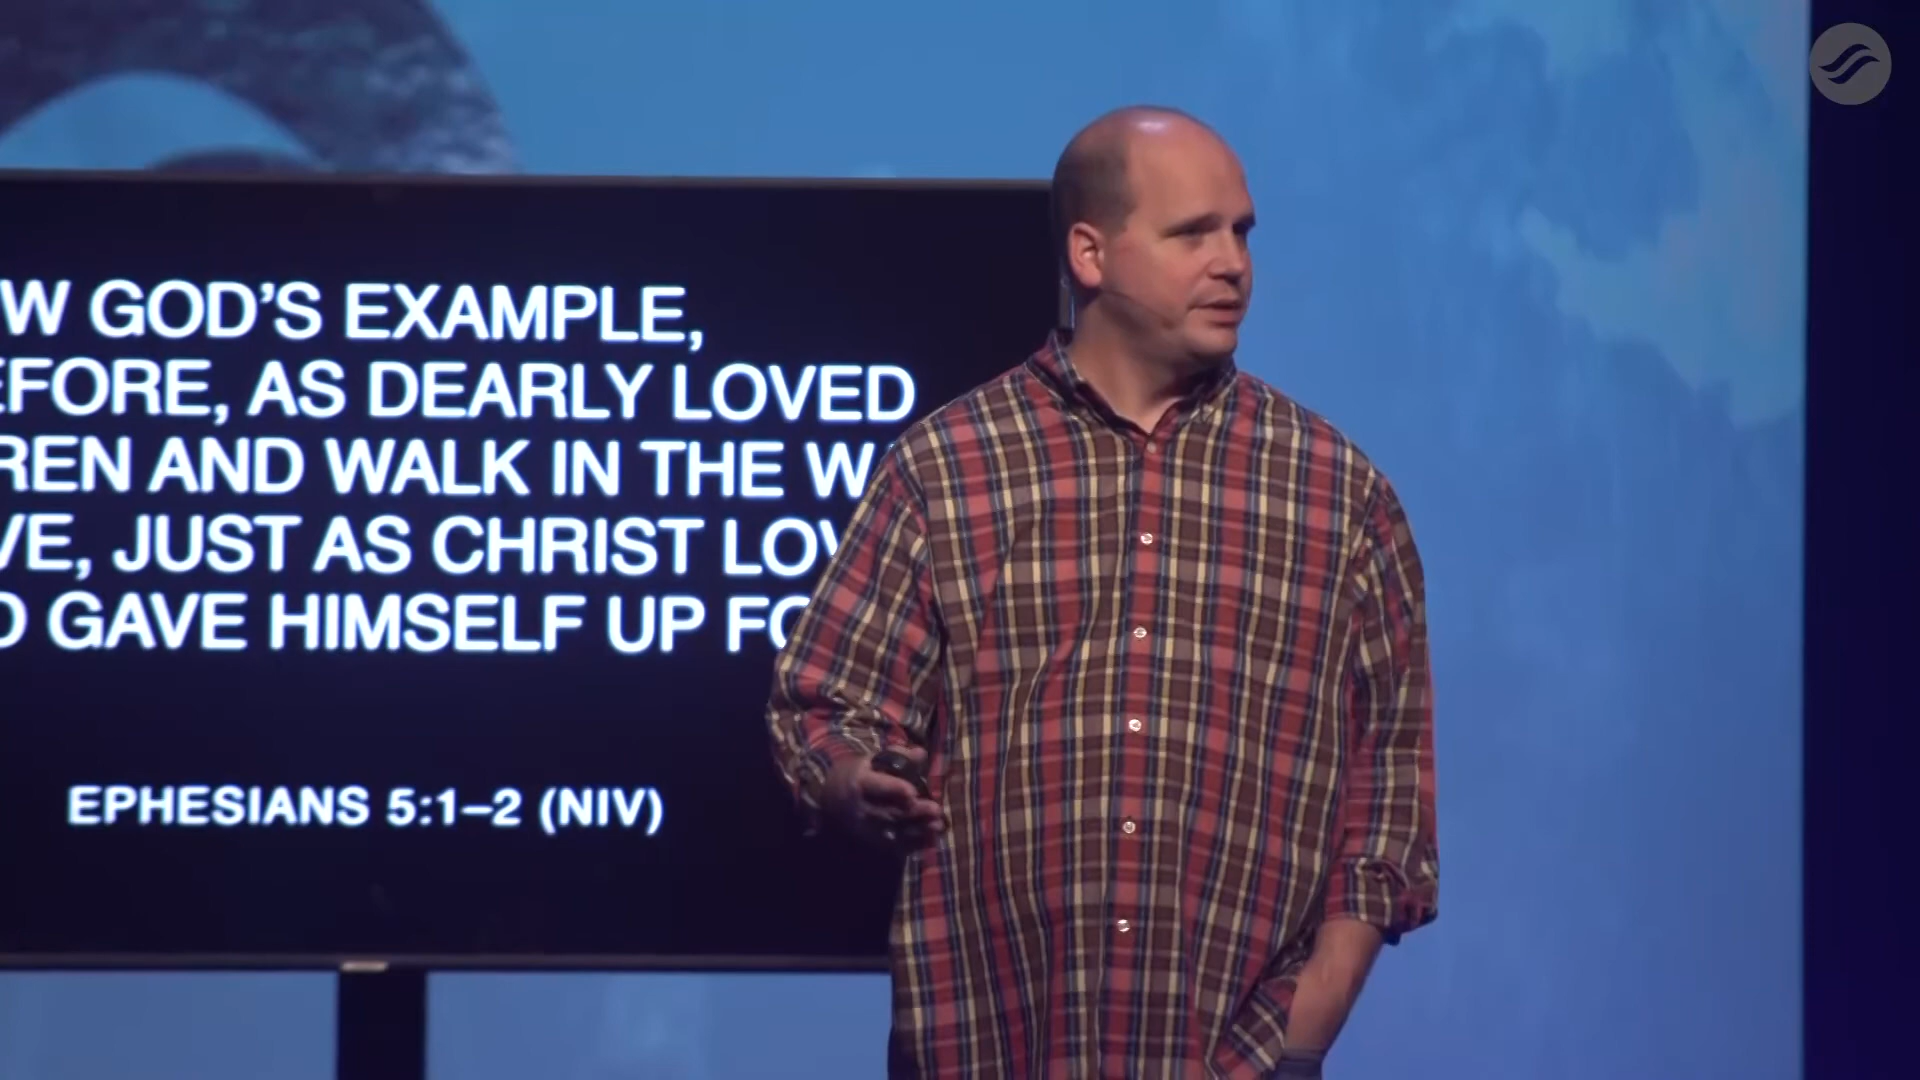 W GOD'S EXAMPLE,
EFORE, AS DEARLY LOVED
REN AND WALK IN THE W
VE, JUST AS CHRIST LOV
D GAVE HIMSELF UP FO
EPHESIANS 5:1–2 (NIV)